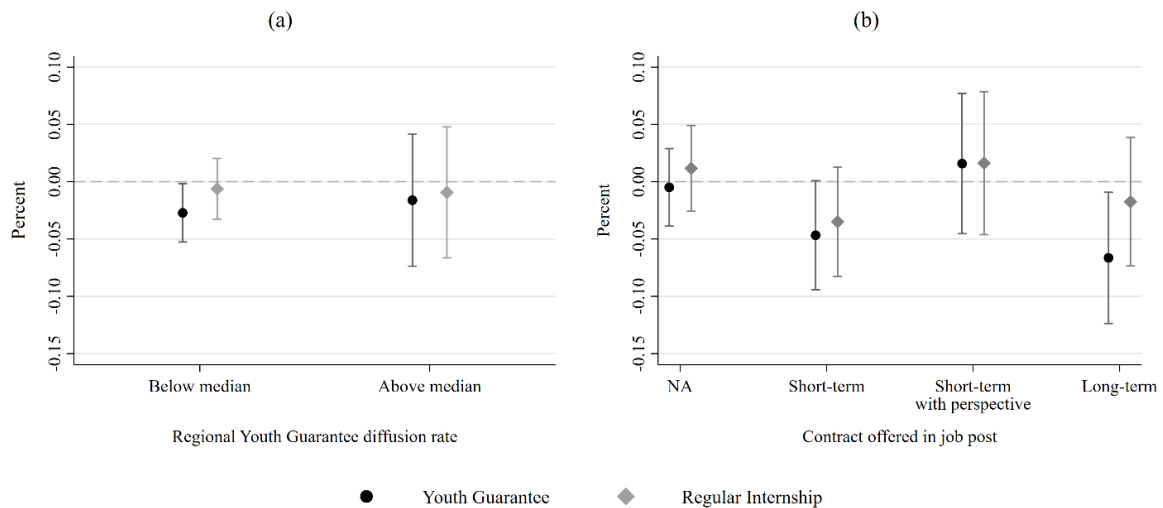 (a)
(b)
Percent
0.10
0.05
0.00
-0.05
-0.10
-0.15
Below median
Above median
Regional Youth Guarantee diffusion rate
Percent
0.10
0.05
0.00
-0.05
-0.10
-0.15
NA
Short-term
Short-term
with perspective
Long-term
Contract offered in job post
Youth Guarantee
Regular Internship